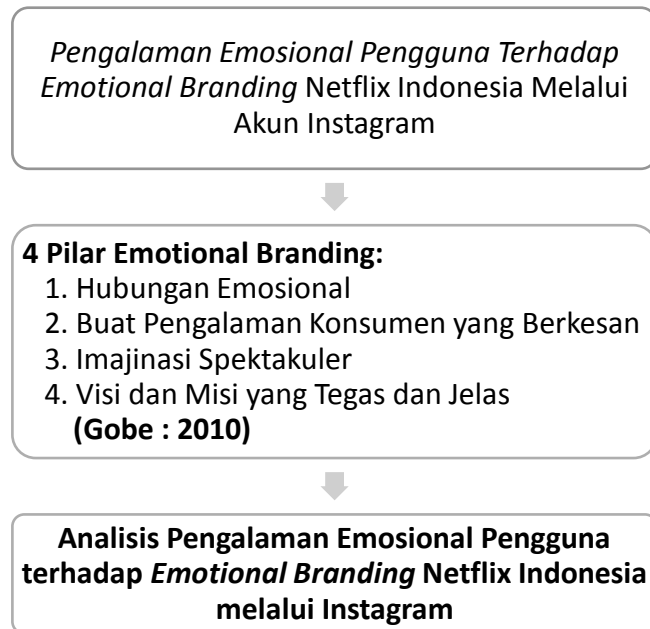 Pengalaman Emosional Pengguna Terhadap
Emotional Branding Netflix Indonesia Melalui
Akun Instagram
4 Pilar Emotional Branding:
1. Hubungan Emosional
2. Buat Pengalaman Konsumen yang Berkesan
3. Imajinasi Spektakuler
4. Visi dan Misi yang Tegas dan Jelas
(Gobe : 2010)
Analisis Pengalaman Emosional Pengguna
terhadap Emotional Branding Netflix Indonesia
melalui Instagram